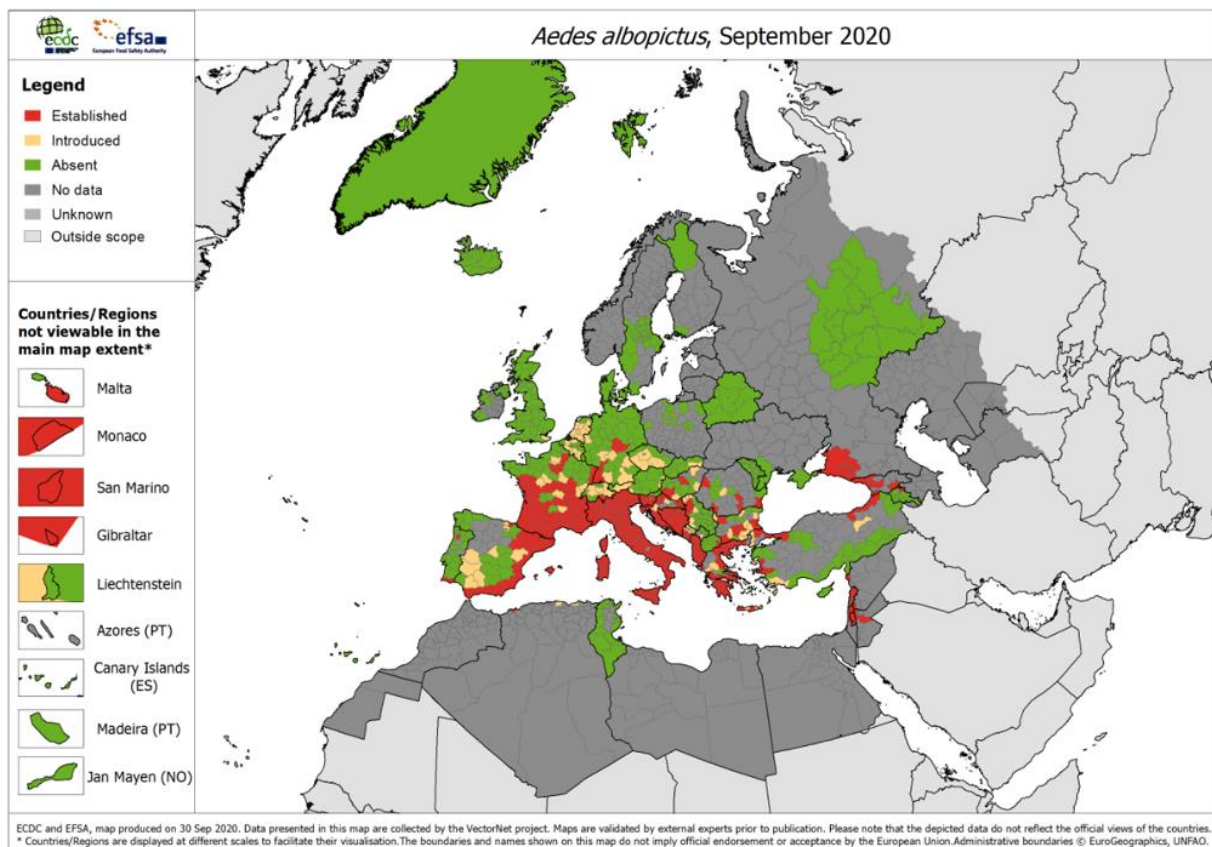 ecdc
efsa
European Food Safety Authority
Aedes albopictus, September 2020
Legend
Established
Introduced
Absent
No data
Unknown
Outside scope
Countries/Regions
not viewable in the
main map extent*
Malta
Monaco
San Marino
Gibraltar
Liechtenstein
Azores (PT)
Canary Islands
(ES)
Madeira (PT)
Jan Mayen (NO)
ECDC and EFSA, map produced on 30 Sep 2020. Data presented in this map are collected by the VectorNet project. Maps are validated by external experts prior to publication. Please note that the depicted data do not reflect the official views of the countries.
* Countries/Regions are displayed at different scales to facilitate their visualisation.The boundaries and names shown on this map do not imply official endorsement or acceptance by the European Union.Administrative boundaries © EuroGeographics, UNFAO.